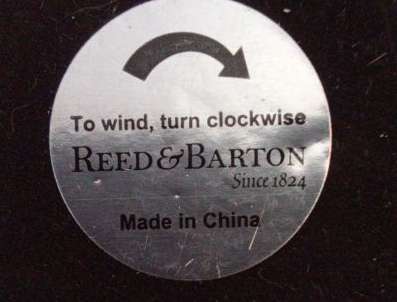 To wind, turn clockwise
REED & BARTON
Since 1824
Made in China